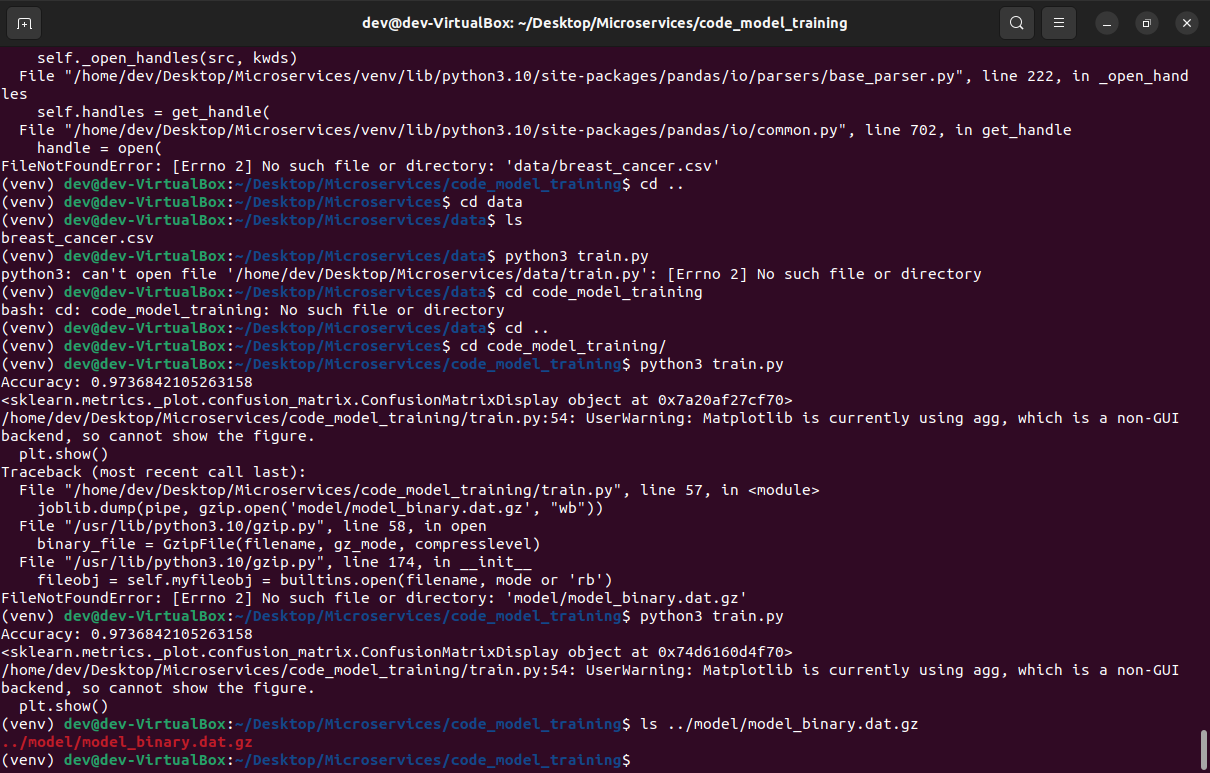 dev@dev-VirtualBox: ~/Desktop/Microservices/code_model_training
    self._open_handles(src, kwds)
  File "/home/dev/Desktop/Microservices/venv/lib/python3.10/site-packages/pandas/io/parsers/base_parser.py", line 222, in _open_hand
les
    self.handles = get_handle(
  File "/home/dev/Desktop/Microservices/venv/lib/python3.10/site-packages/pandas/io/common.py", line 702, in get_handle
    handle = open(
FileNotFoundError: [Errno 2] No such file or directory: 'data/breast_cancer.csv'
(venv) dev@dev-VirtualBox:~/Desktop/Microservices/code_model_training$ cd ..
(venv) dev@dev-VirtualBox:~/Desktop/Microservices$ cd data
(venv) dev@dev-VirtualBox:~/Desktop/Microservices/data$ ls
breast_cancer.csv
(venv) dev@dev-VirtualBox:~/Desktop/Microservices/data$ python3 train.py
python3: can't open file '/home/dev/Desktop/Microservices/data/train.py': [Errno 2] No such file or directory
(venv) dev@dev-VirtualBox:~/Desktop/Microservices/data$ cd code_model_training
bash: cd: code_model_training: No such file or directory
(venv) dev@dev-VirtualBox:~/Desktop/Microservices/data$ cd ..
(venv) dev@dev-VirtualBox:~/Desktop/Microservices$ cd code_model_training/
(venv) dev@dev-VirtualBox:~/Desktop/Microservices/code_model_training$ python3 train.py
Accuracy: 0.9736842105263158
<sklearn.metrics._plot.confusion_matrix.ConfusionMatrixDisplay object at 0x7a20af27cf70>
/home/dev/Desktop/Microservices/code_model_training/train.py:54: UserWarning: Matplotlib is currently using agg, which is a non-GUI
backend, so cannot show the figure.
  plt.show()
Traceback (most recent call last):
  File "/home/dev/Desktop/Microservices/code_model_training/train.py", line 57, in <module>
    joblib.dump(pipe, gzip.open('model/model_binary.dat.gz', "wb"))
  File "/usr/lib/python3.10/gzip.py", line 58, in open
    binary_file = GzipFile(filename, gz_mode, compresslevel)
  File "/usr/lib/python3.10/gzip.py", line 174, in __init__
    fileobj = self.myfileobj = builtins.open(filename, mode or 'rb')
FileNotFoundError: [Errno 2] No such file or directory: 'model/model_binary.dat.gz'
(venv) dev@dev-VirtualBox:~/Desktop/Microservices/code_model_training$ python3 train.py
Accuracy: 0.9736842105263158
<sklearn.metrics._plot.confusion_matrix.ConfusionMatrixDisplay object at 0x74d6160d4f70>
/home/dev/Desktop/Microservices/code_model_training/train.py:54: UserWarning: Matplotlib is currently using agg, which is a non-GUI
backend, so cannot show the figure.
  plt.show()
(venv) dev@dev-VirtualBox:~/Desktop/Microservices/code_model_training$ ls ../model/model_binary.dat.gz
../model/model_binary.dat.gz
(venv) dev@dev-VirtualBox:~/Desktop/Microservices/code_model_training$